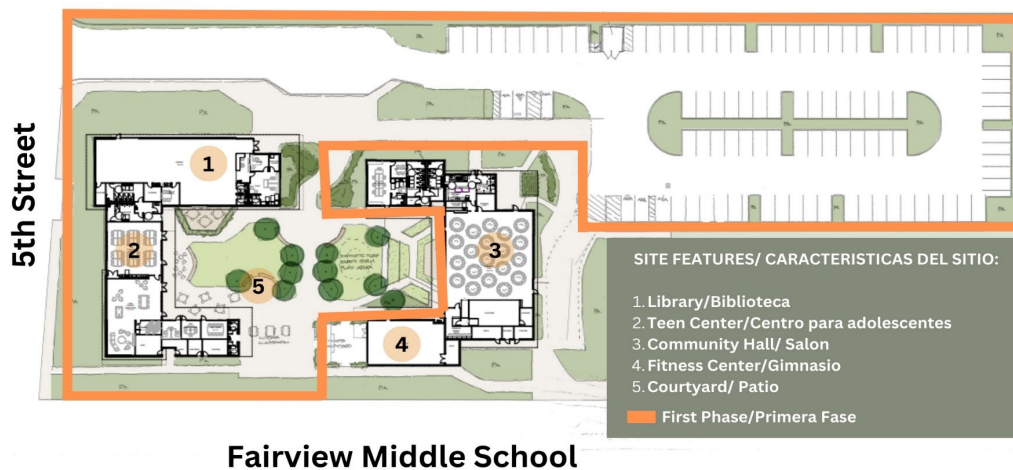 5th Street
1
2
3
4
5
SITE FEATURES/ CARACTERISTICAS DEL SITIO:
1. Library/Biblioteca
2. Teen Center/Centro para adolescentes
3. Community Hall/ Salon
4. Fitness Center/Gimnasio
5. Courtyard/ Patio
First Phase/Primera Fase
Fairview Middle School